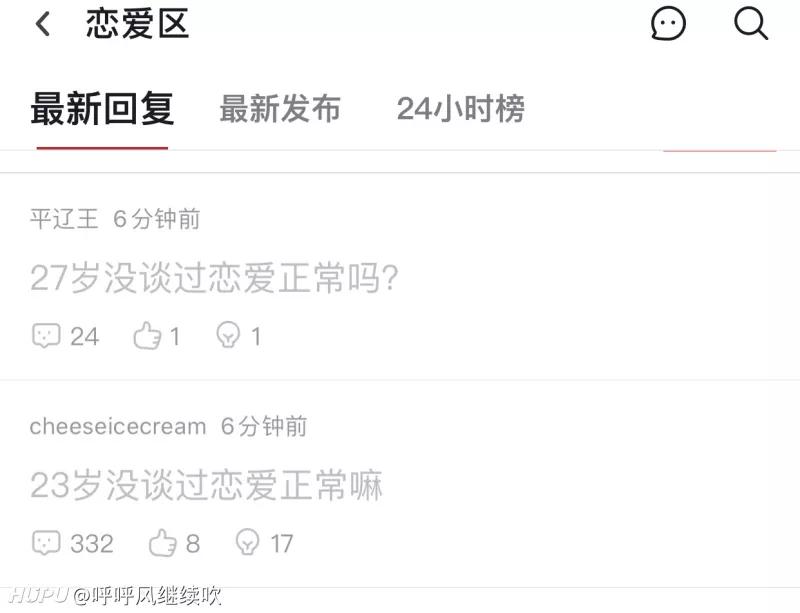 恋爱区
最新回复 最新发布 24小时榜
平辽王 6分钟前
27岁没谈过恋爱正常吗?
24 1 1
cheeseicecream 6分钟前
23岁没谈过恋爱正常嘛
332 8 17
HUPU @呼呼风继续吹